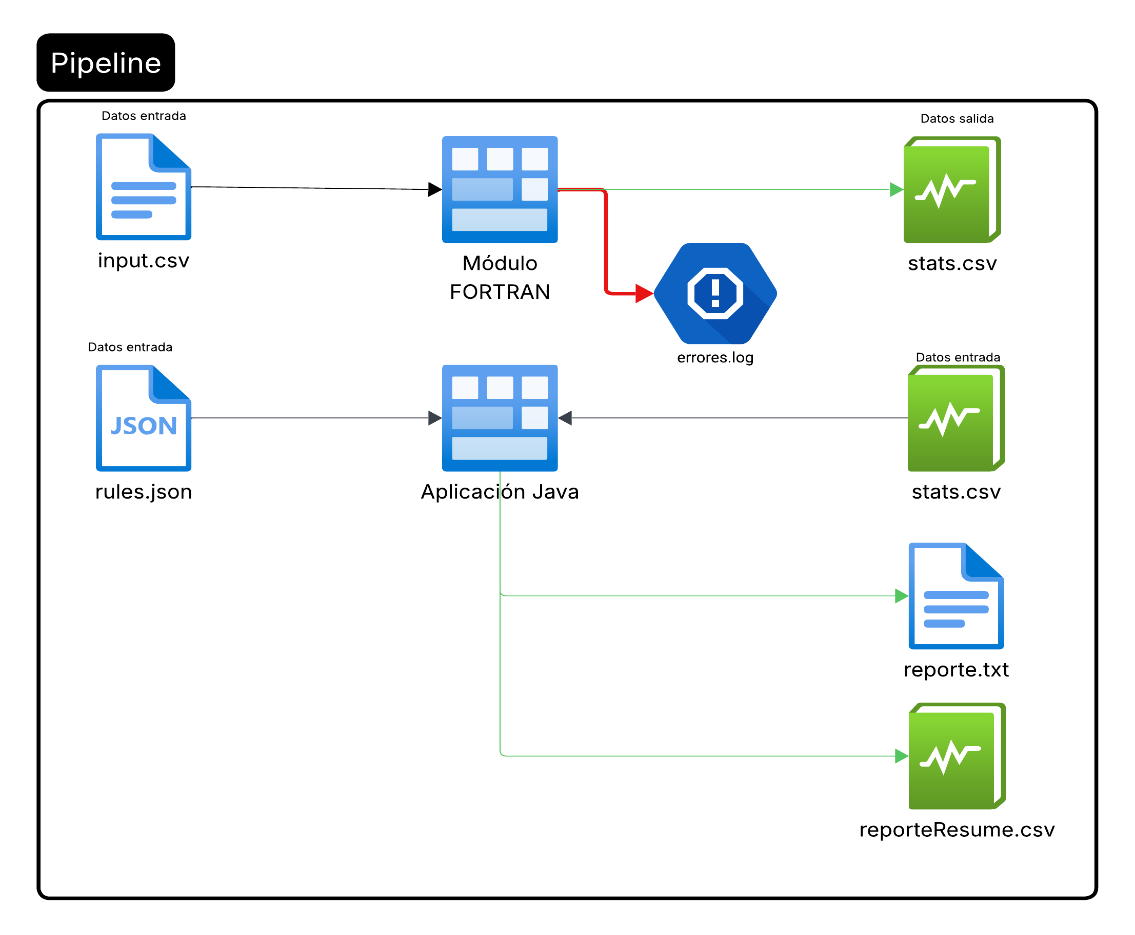 Pipeline
Datos entrada
Datos salida
input.csv
Módulo
FORTRAN
stats.csv
errores.log
Datos entrada
Datos entrada
JSON
rules.json
Aplicación Java
stats.csv
reporte.txt
reporteResume.csv